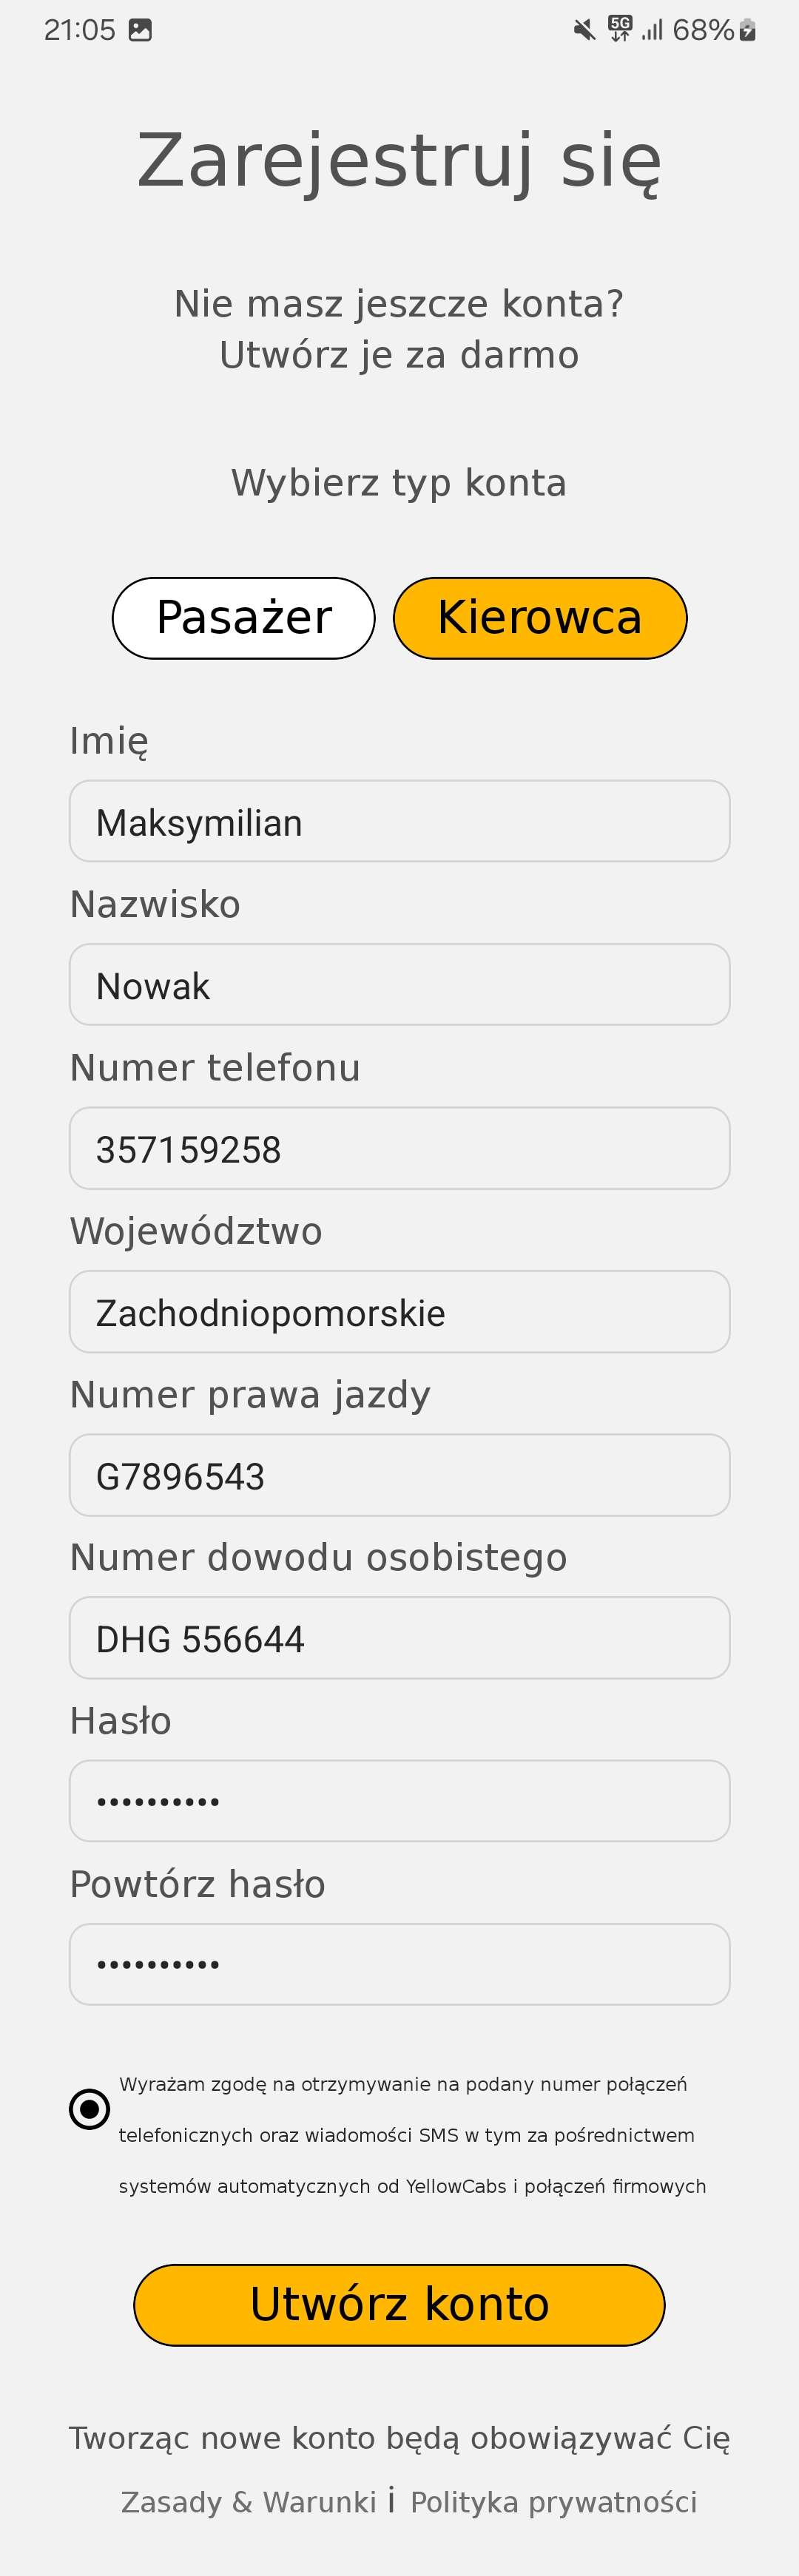 21:05 5G 68%
Zarejestruj się
Nie masz jeszcze konta?
Utwórz je za darmo
Wybierz typ konta
Pasażer Kierowca
Imię
Maksymilian
Nazwisko
Nowak
Numer telefonu
357159258
Województwo
Zachodniopomorskie
Numer prawa jazdy
G7896543
Numer dowodu osobistego
DHG 556644
Hasło
••••••••••
Powtórz hasło
••••••••••
Wyrażam zgodę na otrzymywanie na podany numer połączeń
telefonicznych oraz wiadomości SMS w tym za pośrednictwem
systemów automatycznych od YellowCabs i połączeń firmowych
Utwórz konto
Tworząc nowe konto będą obowiązywać Cię
Zasady & Warunki i Polityka prywatności